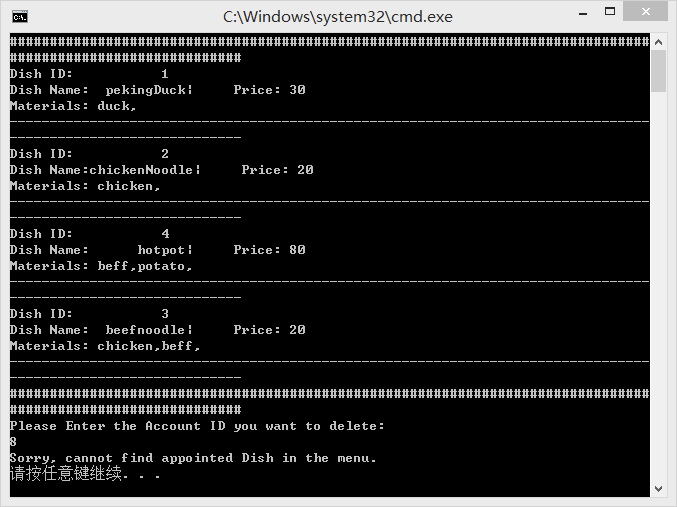 C:\Windows\system32\cmd.exe
################################################################################
#############################
Dish ID:           1
Dish Name:  pekingDuck|     Price: 30
Materials: duck,
--------------------------------------------------------------------------------
-----------------------------
Dish ID:           2
Dish Name:chickenNoodle|     Price: 20
Materials: chicken,
--------------------------------------------------------------------------------
-----------------------------
Dish ID:           4
Dish Name:      hotpot|     Price: 80
Materials: beff,potato,
--------------------------------------------------------------------------------
-----------------------------
Dish ID:           3
Dish Name:  beefnoodle|     Price: 20
Materials: chicken,beff,
--------------------------------------------------------------------------------
-----------------------------
################################################################################
#############################
Please Enter the Account ID you want to delete:
8
Sorry, cannot find appointed Dish in the menu.
请按任意键继续. . .